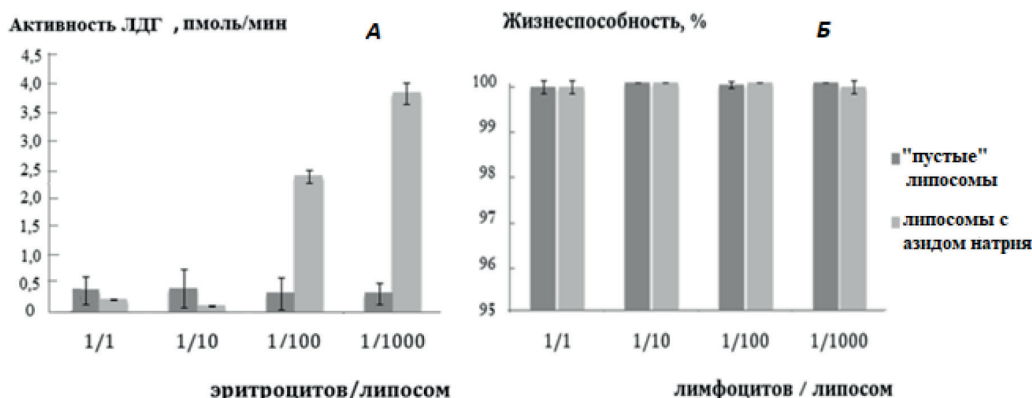 Активность ЛДГ , пмоль/мин
А
4,5
4,0
3,5
3,0
2,5
2,0
1,5
1,0
0,5
0
1/1 1/10 1/100 1/1000
эритроцитов/липосом
Жизнеспособность, %
Б
100
99
98
97
96
95
1/1 1/10 1/100 1/1000
лимфоцитов / липосом
"пустые"
липосомы
липосомы с
азидом натрия